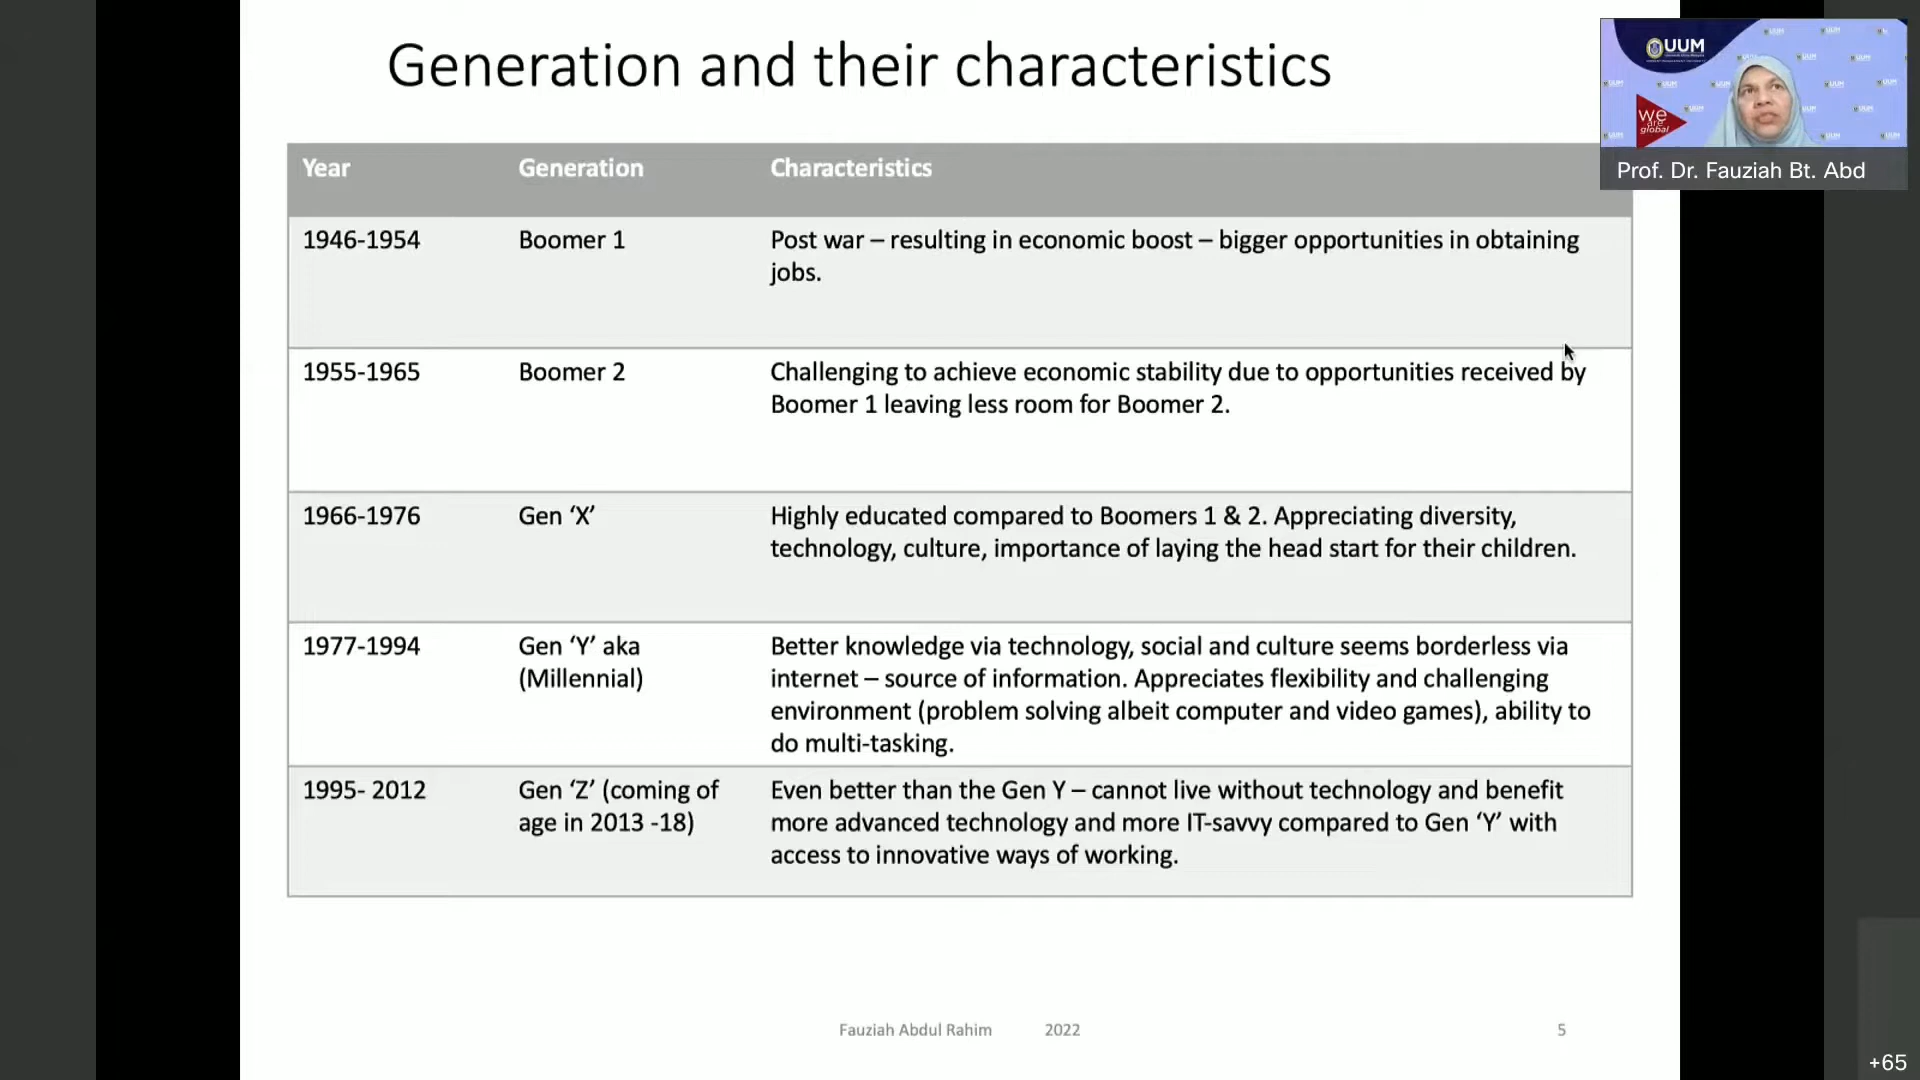 Generation and their characteristics
UUM
we
are
global
Prof. Dr. Fauziah Bt. Abd
Year Generation Characteristics
1946-1954 Boomer 1 Post war – resulting in economic boost – bigger opportunities in obtaining
jobs.
1955-1965 Boomer 2 Challenging to achieve economic stability due to opportunities received by
Boomer 1 leaving less room for Boomer 2.
1966-1976 Gen ‘X’ Highly educated compared to Boomers 1 & 2. Appreciating diversity,
technology, culture, importance of laying the head start for their children.
1977-1994 Gen ‘Y’ aka Better knowledge via technology, social and culture seems borderless via
(Millennial) internet – source of information. Appreciates flexibility and challenging
environment (problem solving albeit computer and video games), ability to
do multi-tasking.
1995- 2012 Gen ‘Z’ (coming of Even better than the Gen Y – cannot live without technology and benefit
age in 2013 -18) more advanced technology and more IT-savvy compared to Gen ‘Y’ with
access to innovative ways of working.
Fauziah Abdul Rahim 2022 5
+65